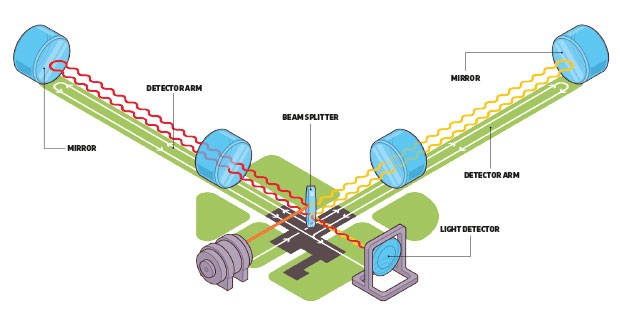 MIRROR
DETECTOR ARM
BEAM SPLITTER
MIRROR
DETECTOR ARM
LIGHT DETECTOR